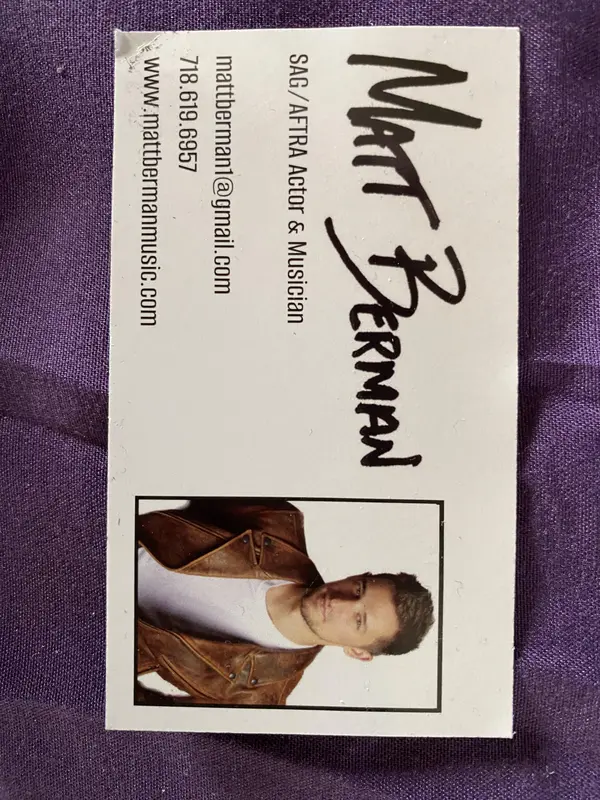 MATT BERMAN
SAG/AFTRA Actor & Musician
mattberman1@gmail.com
718.619.6957
www.mattbermanmusic.com